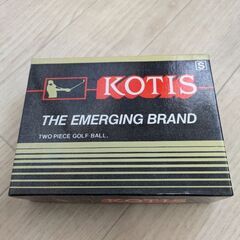 KOTIS
S
THE EMERGING BRAND
TWO PIECE GOLF BALL.